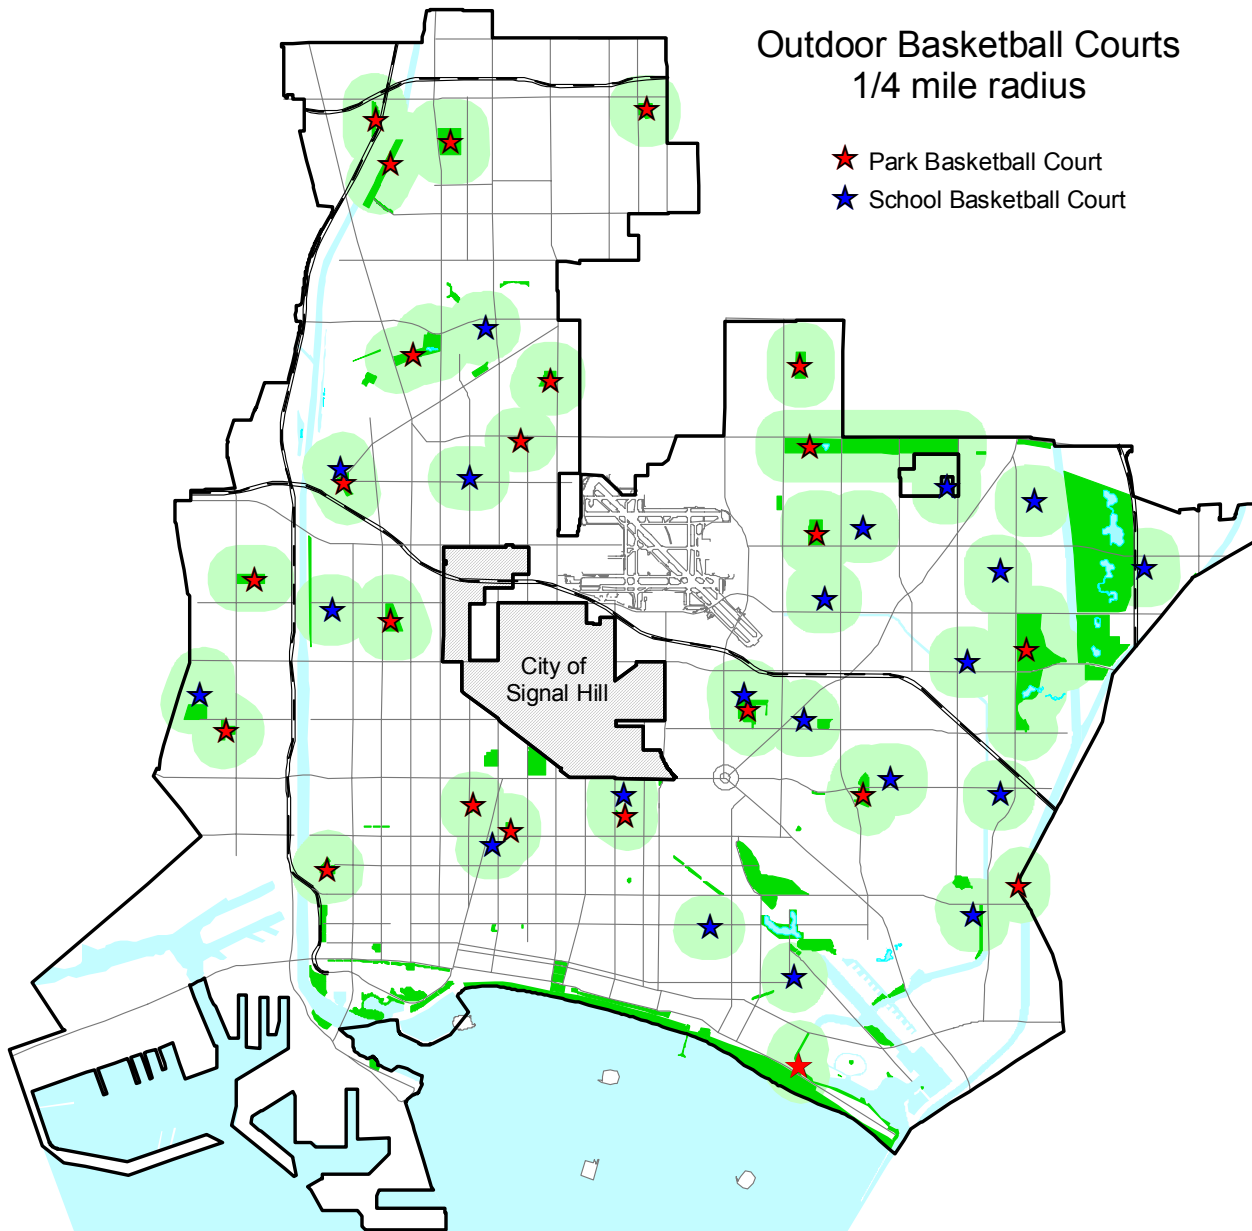 Outdoor Basketball Courts
1/4 mile radius
Park Basketball Court
School Basketball Court
City of
Signal Hill